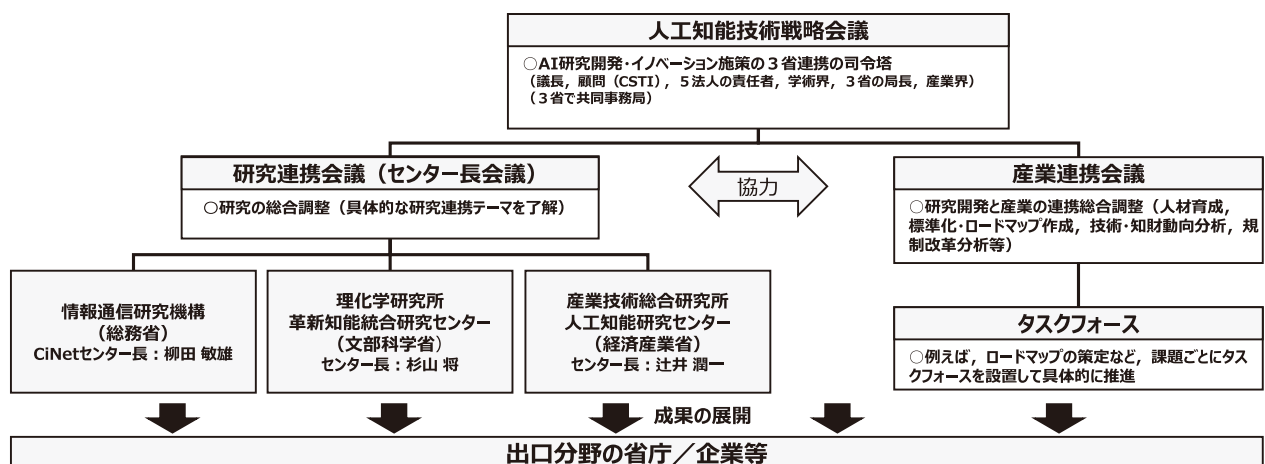 人工知能技術戦略会議
○AI研究開発・イノベーション施策の３省連携の司令塔
（議長，顧問（CSTI），５法人の責任者，学術界，３省の局長，産業界）
（３省で共同事務局）
研究連携会議（センター長会議）
○研究の総合調整（具体的な研究連携テーマを了解）
協力
産業連携会議
○研究開発と産業の連携総合調整（人材育成，
標準化・ロードマップ作成，技術・知財動向分析，規
制改革分析等）
情報通信研究機構
（総務省）
CiNetセンター長：柳田 敏雄
理化学研究所
革新知能統合研究センター
（文部科学省）
センター長：杉山 将
産業技術総合研究所
人工知能研究センター
（経済産業省）
センター長：辻井 潤一
タスクフォース
○例えば，ロードマップの策定など，課題ごとにタス
クフォースを設置して具体的に推進
成果の展開
出口分野の省庁／企業等